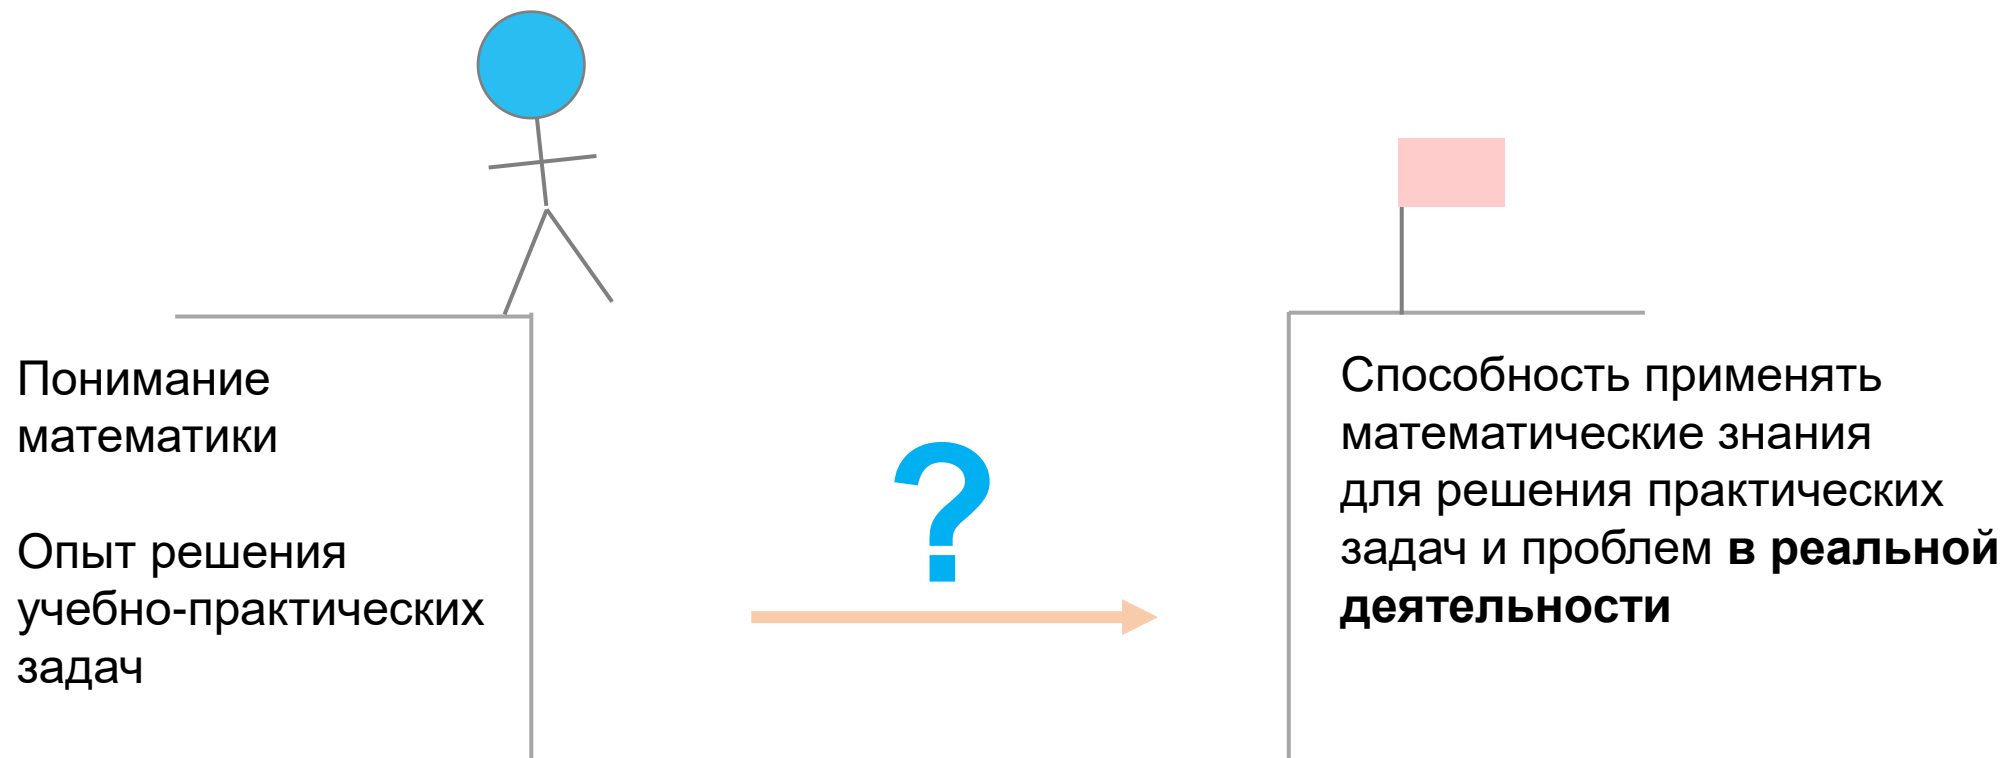 Понимание
математики
Опыт решения
учебно-практических
задач
?
Способность применять
математические знания
для решения практических
задач и проблем в реальной
деятельности